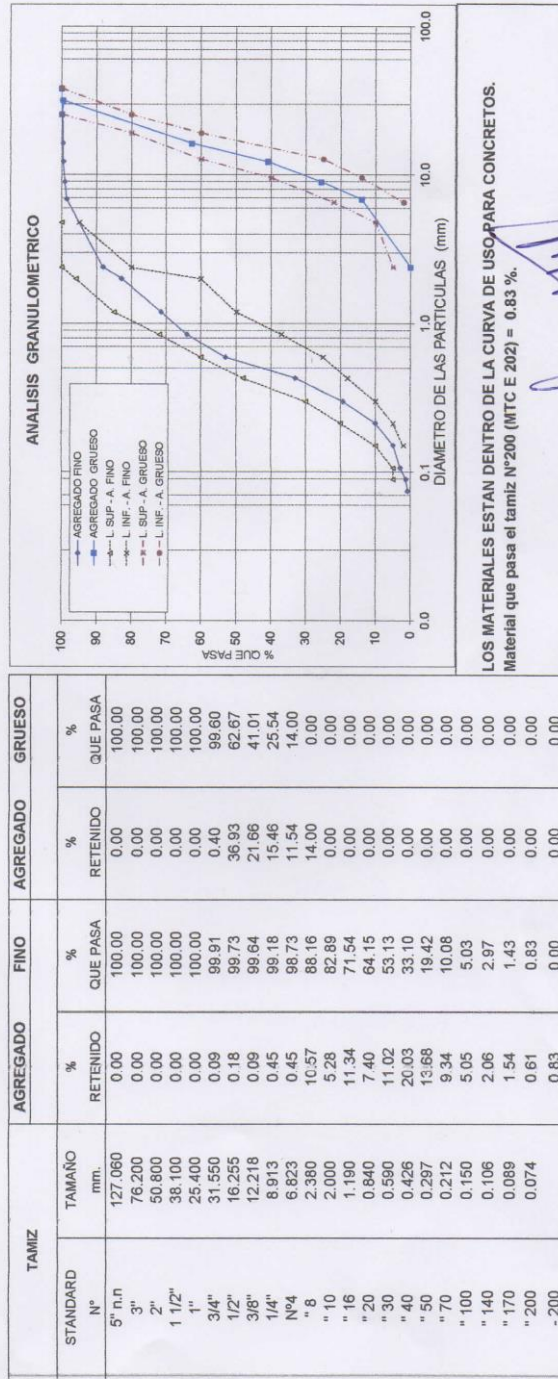 TAMIZ AGREGADO FINO AGREGADO GRUESO
STANDARD TAMAÑO % % % %
N° mm. RETENIDO QUE PASA RETENIDO QUE PASA
5" n.n 127.060 0.00 100.00 0.00 100.00
3" 76.200 0.00 100.00 0.00 100.00
2" 50.800 0.00 100.00 0.00 100.00
1 1/2" 38.100 0.00 100.00 0.00 100.00
1" 25.400 0.00 100.00 0.00 100.00
3/4" 31.550 0.09 99.91 0.40 99.60
1/2" 16.255 0.18 99.73 36.93 62.67
3/8" 12.218 0.09 99.64 21.66 41.01
1/4" 8.913 0.45 99.18 15.46 25.54
Nº4 6.823 0.45 98.73 11.54 14.00
" 8 2.380 10.57 88.16 14.00 0.00
" 10 2.000 5.28 82.89 0.00 0.00
" 16 1.190 11.34 71.54 0.00 0.00
" 20 0.840 7.40 64.15 0.00 0.00
" 30 0.590 11.02 53.13 0.00 0.00
" 40 0.426 20.03 33.10 0.00 0.00
" 50 0.297 13.68 19.42 0.00 0.00
" 70 0.212 9.34 10.08 0.00 0.00
" 100 0.150 5.05 5.03 0.00 0.00
" 140 0.106 2.06 2.97 0.00 0.00
" 170 0.089 1.54 1.43 0.00 0.00
" 200 0.074 0.61 0.83 0.00 0.00
- 200 0.83 0.00 0.00 0.00
ANALISIS GRANULOMETRICO
AGREGADO FINO
AGREGADO GRUESO
L. SUP - A. FINO
L. INF. - A. FINO
L. SUP - A. GRUESO
L. INF. - A. GRUESO
% QUE PASA
100
90
80
70
60
50
40
30
20
10
0
0.0 0.1 1.0 10.0 100.0
DIAMETRO DE LAS PARTICULAS (mm)
LOS MATERIALES ESTAN DENTRO DE LA CURVA DE USO PARA CONCRETOS.
Material que pasa el tamiz N°200 (MTC E 202) = 0.83 %.